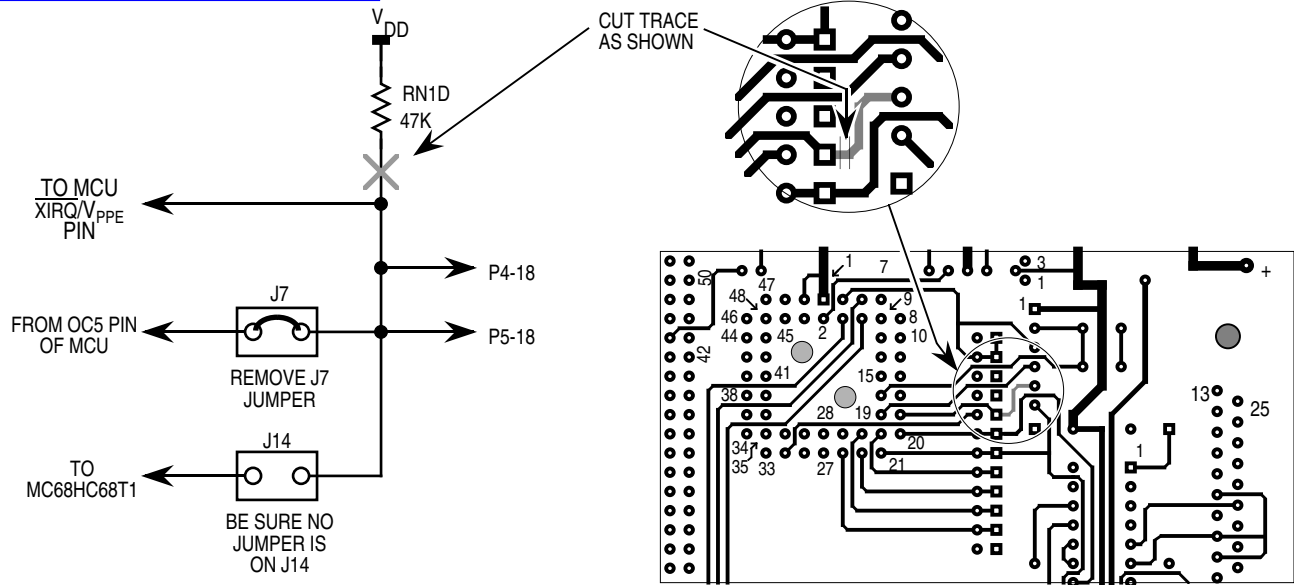 VDD
CUT TRACE
AS SHOWN
RN1D
47K
TO MCU
XIRQ/VPPE
PIN
P4-18
J7
FROM OC5 PIN
OF MCU
P5-18
REMOVE J7
JUMPER
J14
TO
MC68HC68T1
BE SURE NO
JUMPER IS
ON J14
1
7
3
50
47
1
+
48
9
1
46
45
2
8
44
10
42
41
15
38
13
28
19
25
34
20
35
33
27
21
1